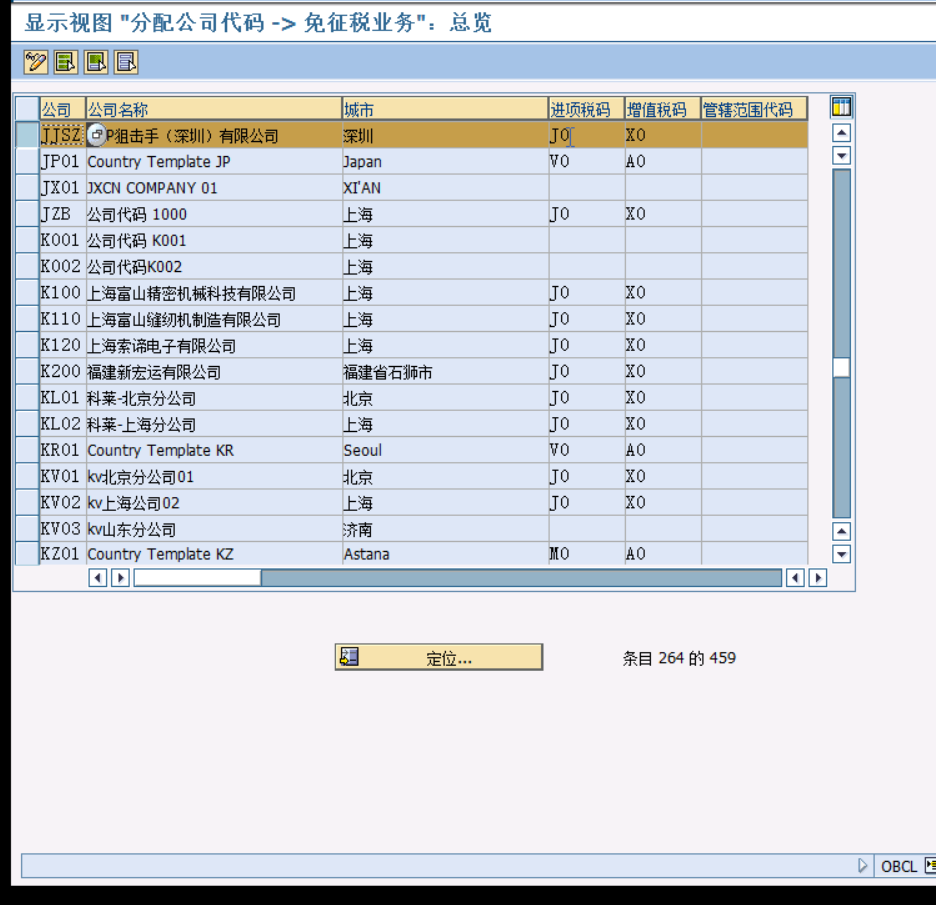 显示视图 "分配公司代码 -> 免征税业务": 总览
公司 公司名称 城市 进项税码 增值税码 管辖范围代码
JJSZ P狙击手（深圳）有限公司 深圳 J0 X0
JP01 Country Template JP Japan V0 A0
JX01 JXCN COMPANY 01 XI'AN
JZB 公司代码 1000 上海 J0 X0
K001 公司代码 K001 上海
K002 公司代码K002 上海
K100 上海富山精密机械科技有限公司 上海 J0 X0
K110 上海富山缝纫机制造有限公司 上海 J0 X0
K120 上海索谛电子有限公司 上海 J0 X0
K200 福建新宏运有限公司 福建省石狮市 J0 X0
KL01 科莱-北京分公司 北京 J0 X0
KL02 科莱-上海分公司 上海 J0 X0
KR01 Country Template KR Seoul V0 A0
KV01 kv北京分公司01 北京 J0 X0
KV02 kv上海公司02 上海 J0 X0
KV03 kv山东分公司 济南
KZ01 Country Template KZ Astana M0 A0
定位... 条目 264 的 459
OBCL